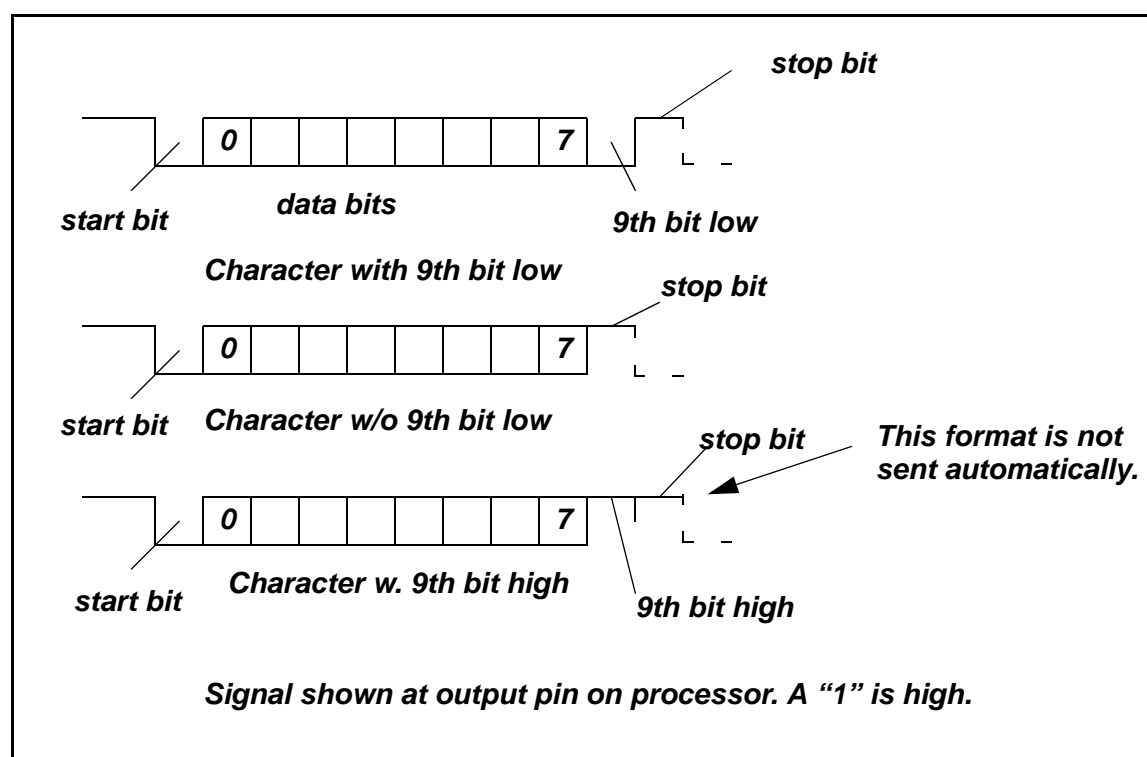 stop bit
0 7
data bits
start bit
9th bit low
Character with 9th bit low
stop bit
0 7
start bit
Character w/o 9th bit low
stop bit
This format is not
sent automatically.
0 7
Character w. 9th bit high
start bit
9th bit high
Signal shown at output pin on processor. A “1” is high.